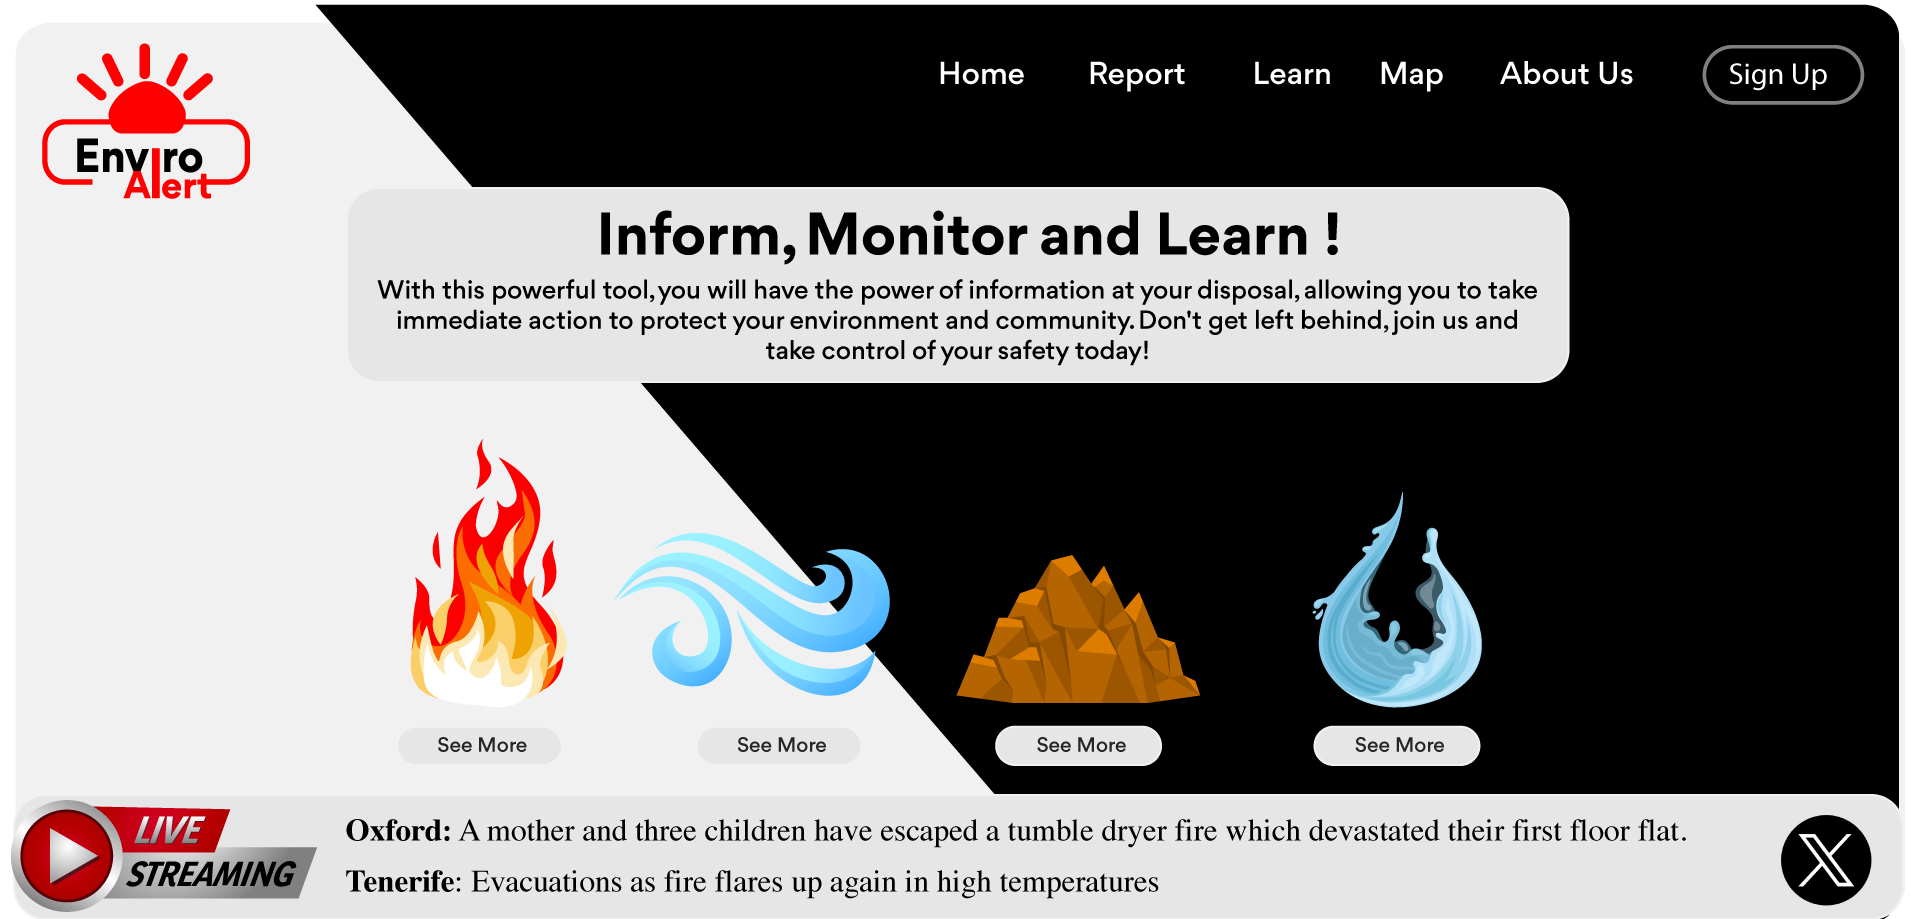 Home Report Learn Map About Us Sign Up
Enviro
Alert
Inform, Monitor and Learn !
With this powerful tool, you will have the power of information at your disposal, allowing you to take
immediate action to protect your environment and community. Don't get left behind, join us and
take control of your safety today!
See More See More See More See More
LIVE
STREAMING
Oxford: A mother and three children have escaped a tumble dryer fire which devastated their first floor flat.
Tenerife: Evacuations as fire flares up again in high temperatures
X